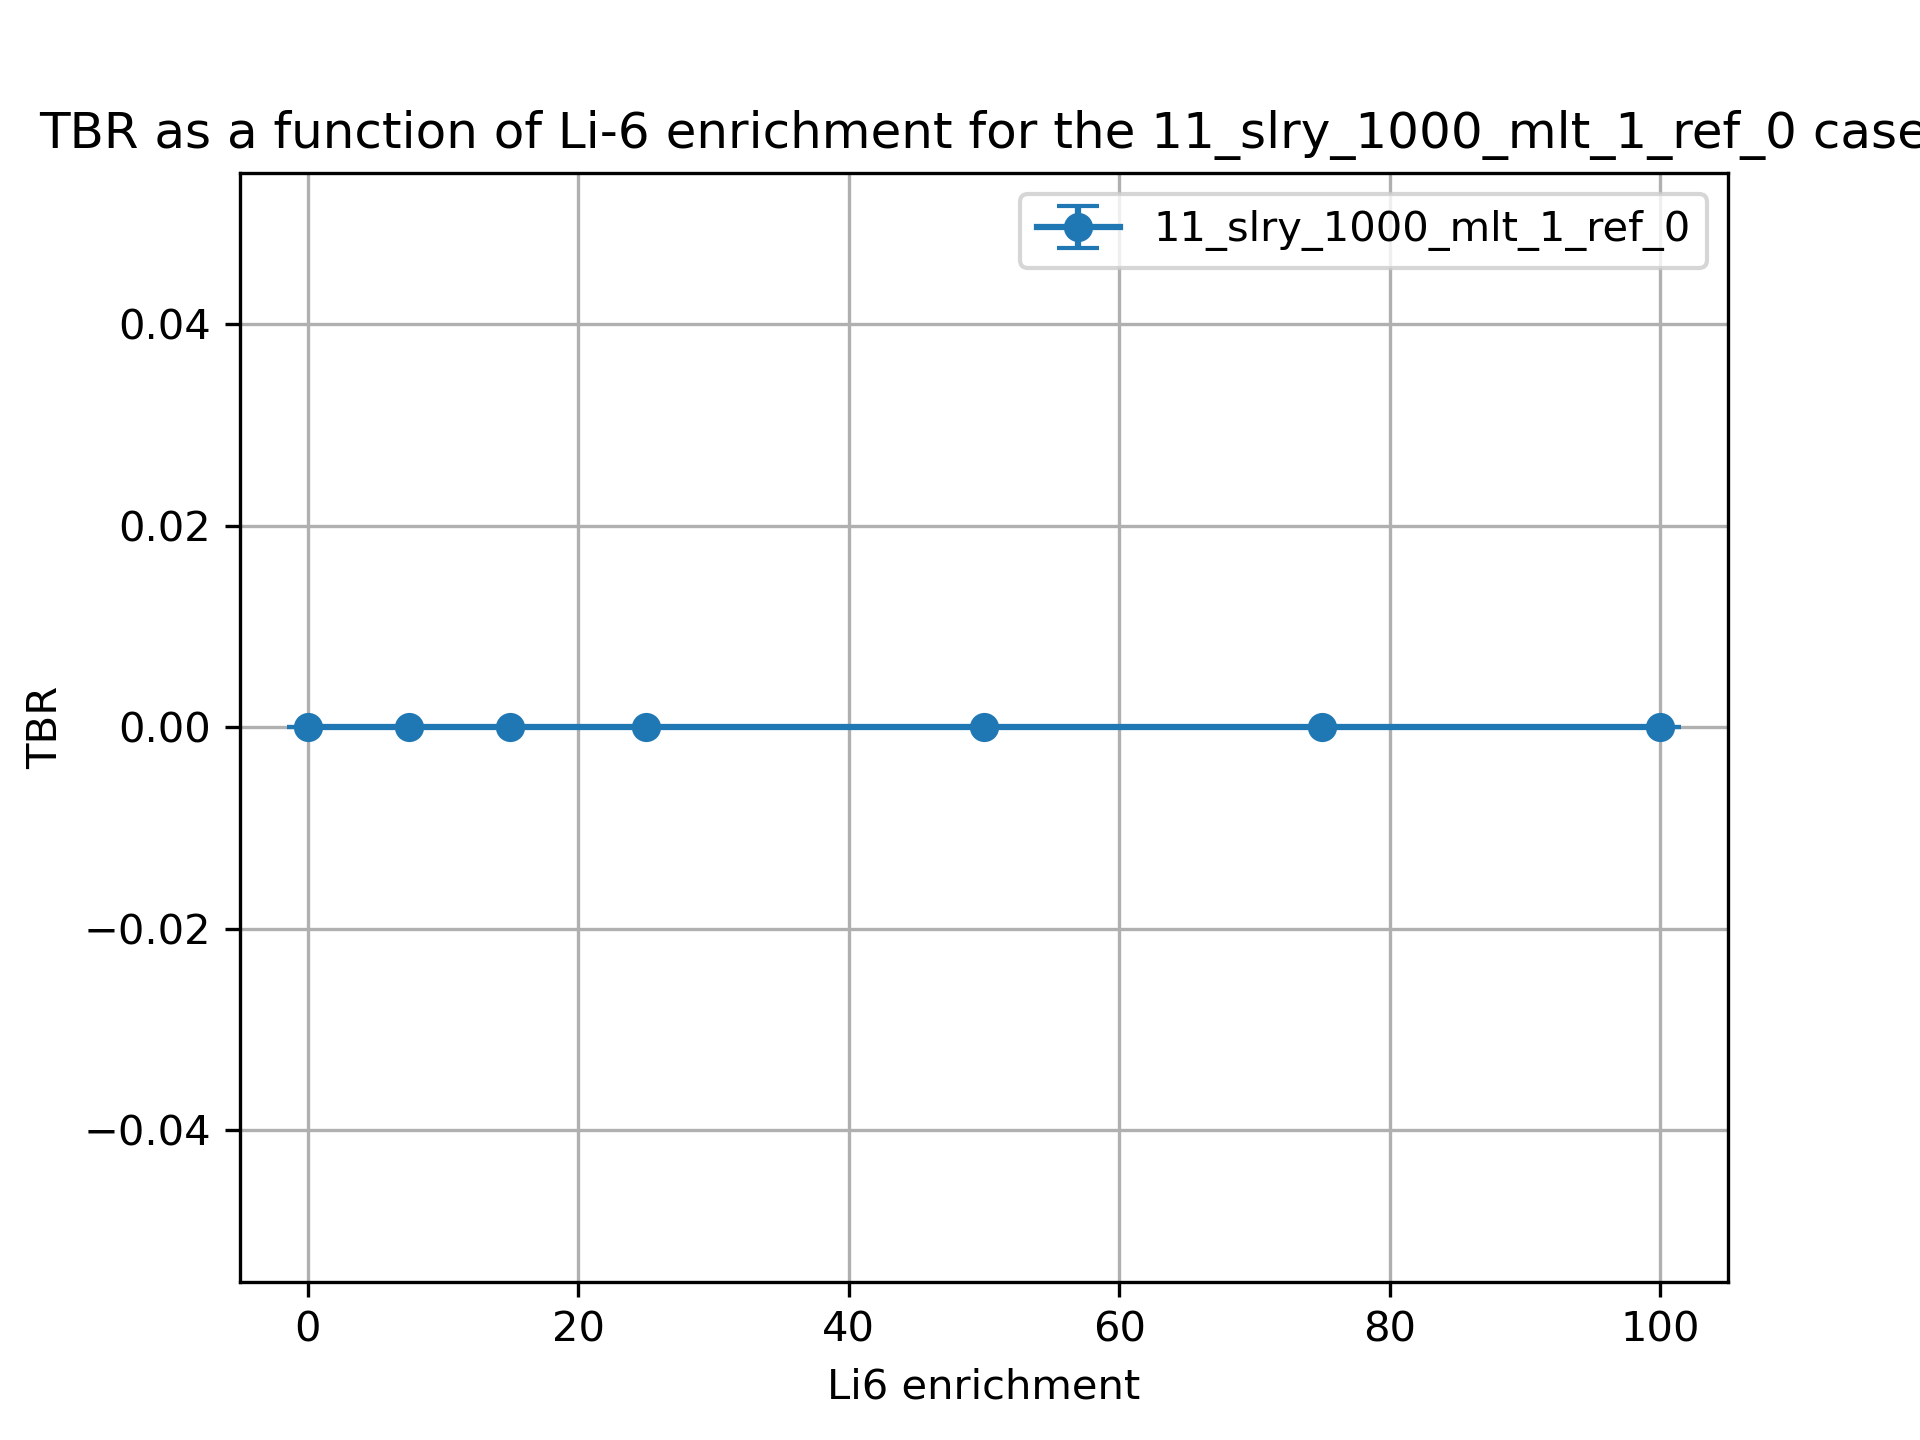 TBR as a function of Li-6 enrichment for the 11_slry_1000_mlt_1_ref_0 case
11_slry_1000_mlt_1_ref_0
0.04
0.02
0.00
−0.02
−0.04
TBR
0 20 40 60 80 100
Li6 enrichment